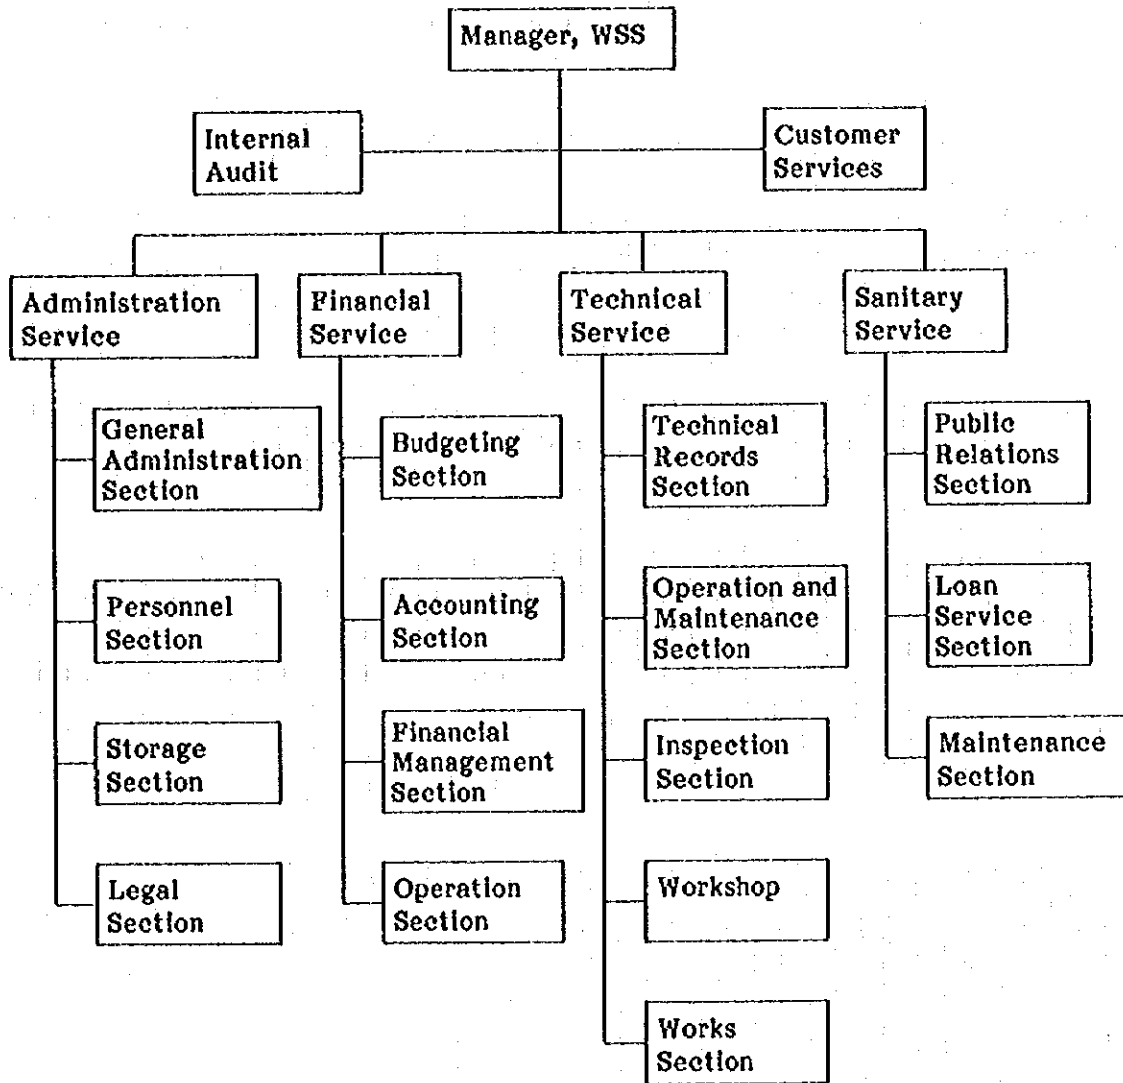 Manager, WSS
Internal
Audit
Customer
Services
Administration
Service
Financial
Service
Technical
Service
Sanitary
Service
General
Administration
Section
Personnel
Section
Storage
Section
Legal
Section
Budgeting
Section
Accounting
Section
Financial
Management
Section
Operation
Section
Technical
Records
Section
Operation and
Maintenance
Section
Inspection
Section
Workshop
Works
Section
Public
Relations
Section
Loan
Service
Section
Maintenance
Section